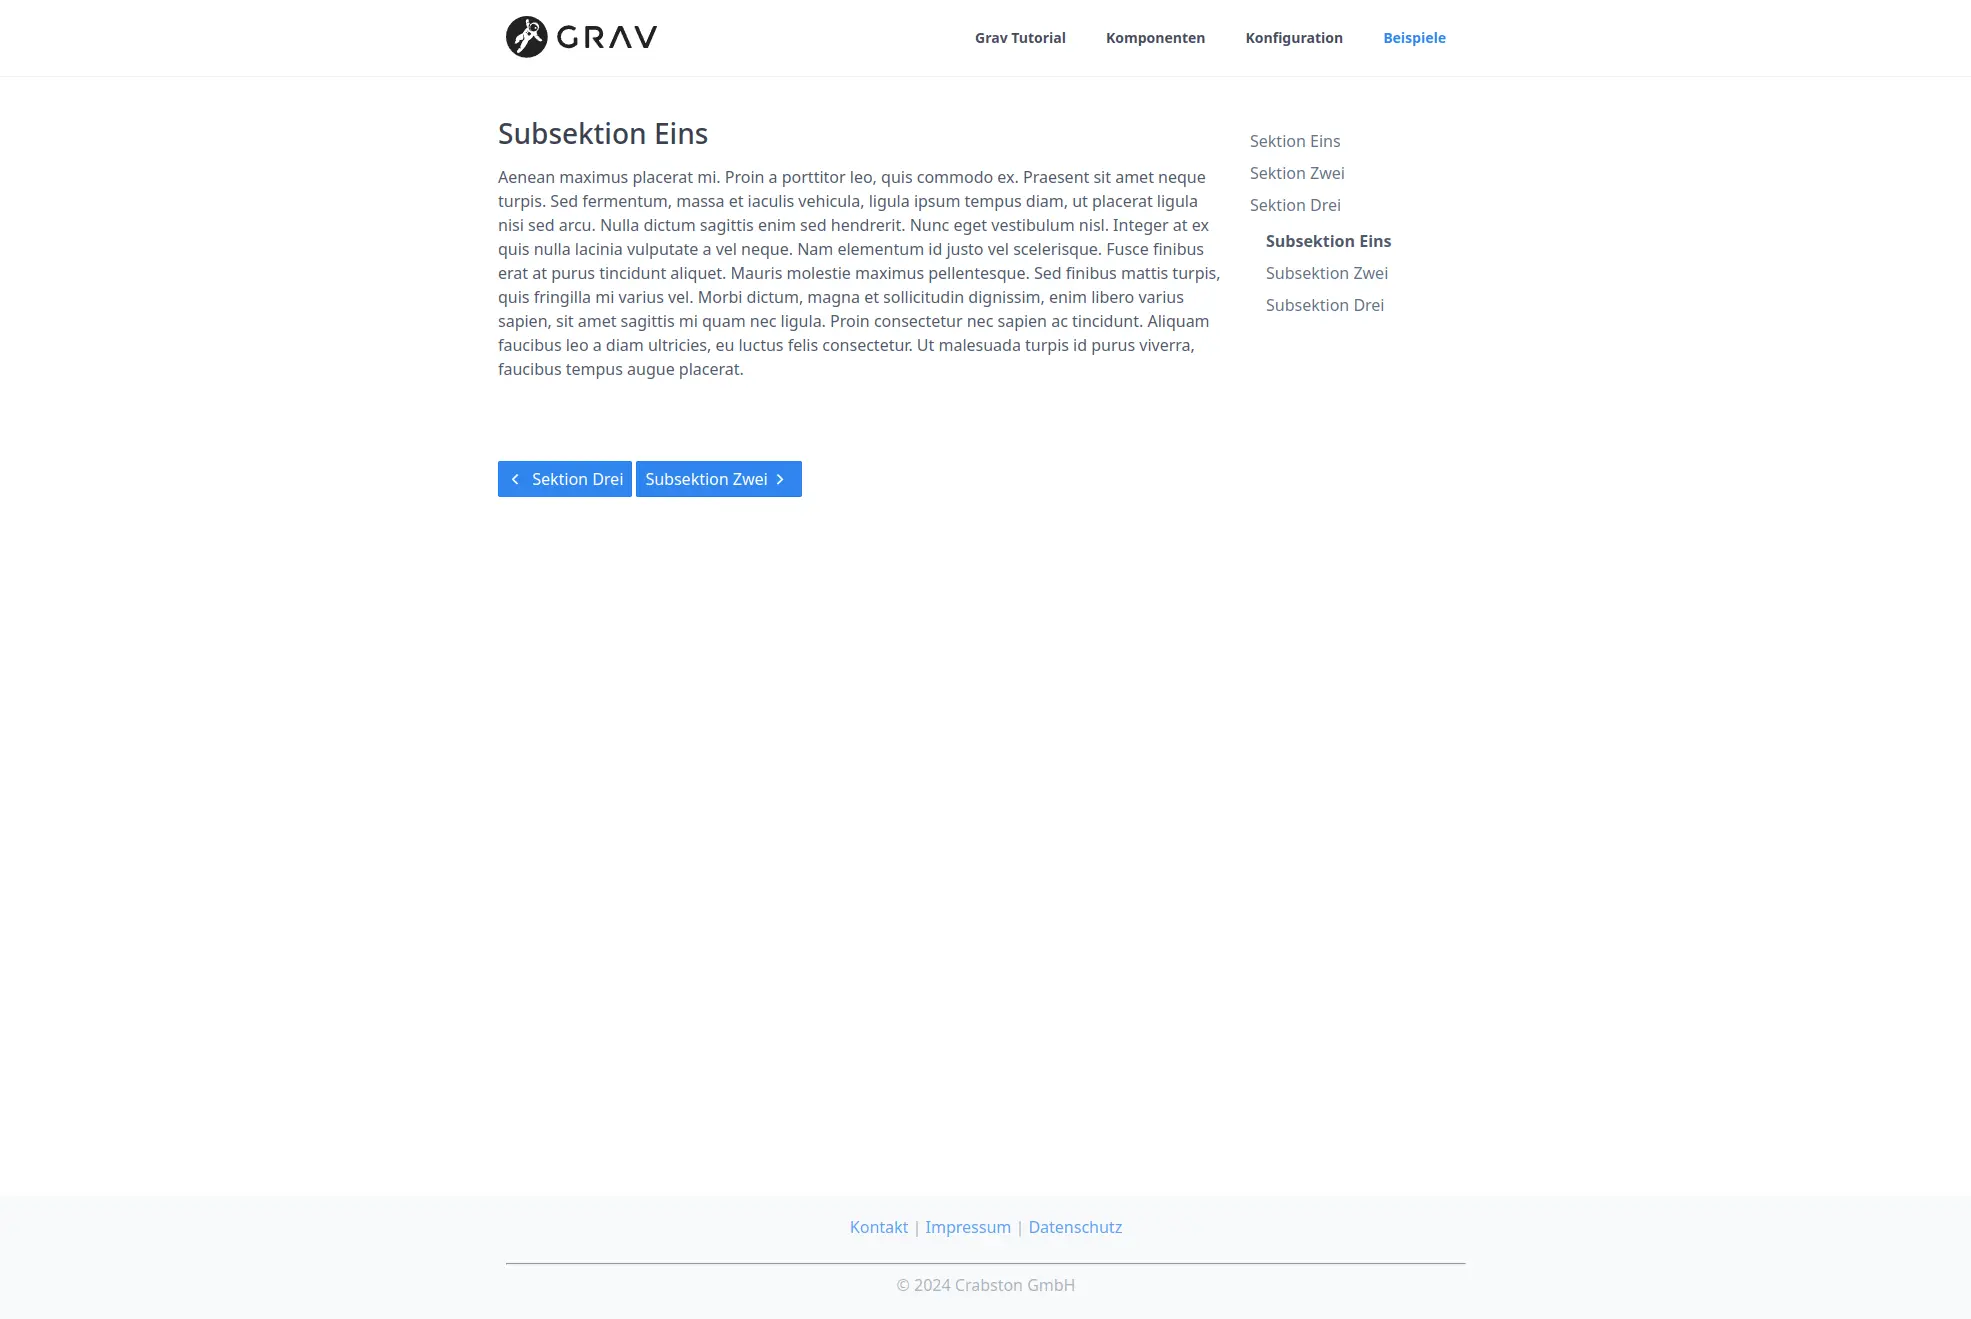 GRAV
Grav Tutorial Komponenten Konfiguration Beispiele
Subsektion Eins
Aenean maximus placerat mi. Proin a porttitor leo, quis commodo ex. Praesent sit amet neque
turpis. Sed fermentum, massa et iaculis vehicula, ligula ipsum tempus diam, ut placerat ligula
nisi sed arcu. Nulla dictum sagittis enim sed hendrerit. Nunc eget vestibulum nisl. Integer at ex
quis nulla lacinia vulputate a vel neque. Nam elementum id justo vel scelerisque. Fusce finibus
erat at purus tincidunt aliquet. Mauris molestie maximus pellentesque. Sed finibus mattis turpis,
quis fringilla mi varius vel. Morbi dictum, magna et sollicitudin dignissim, enim libero varius
sapien, sit amet sagittis mi quam nec ligula. Proin consectetur nec sapien ac tincidunt. Aliquam
faucibus leo a diam ultricies, eu luctus felis consectetur. Ut malesuada turpis id purus viverra,
faucibus tempus augue placerat.
Sektion Drei Subsektion Zwei
Sektion Eins
Sektion Zwei
Sektion Drei
Subsektion Eins
Subsektion Zwei
Subsektion Drei
Kontakt | Impressum | Datenschutz
© 2024 Crabston GmbH